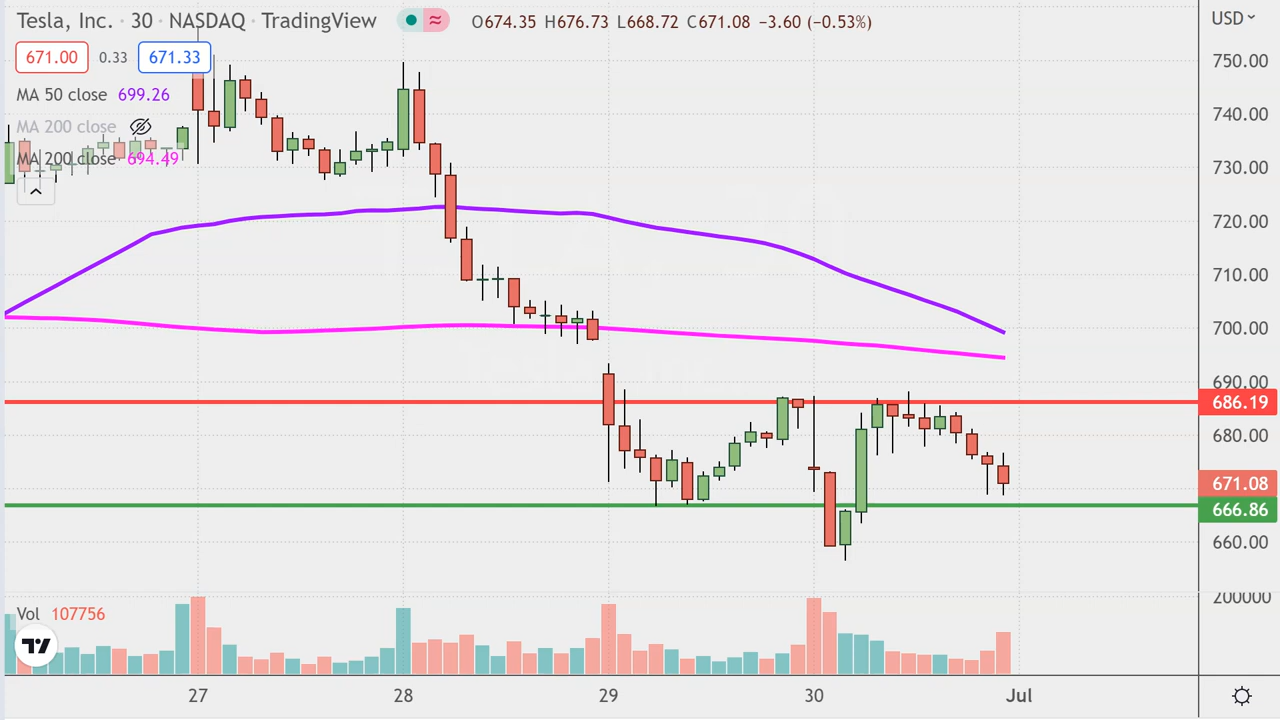 Tesla, Inc. · 30 · NASDAQ · TradingView O674.35 H676.73 L668.72 C671.08 −3.60 (−0.53%) USD
671.00 0.33 671.33
MA 50 close 699.26
MA 200 close
MA 200 close 694.49
750.00
740.00
730.00
720.00
710.00
700.00
690.00
686.19
680.00
671.08
666.86
660.00
200000
Vol 107756
27 28 29 30 Jul